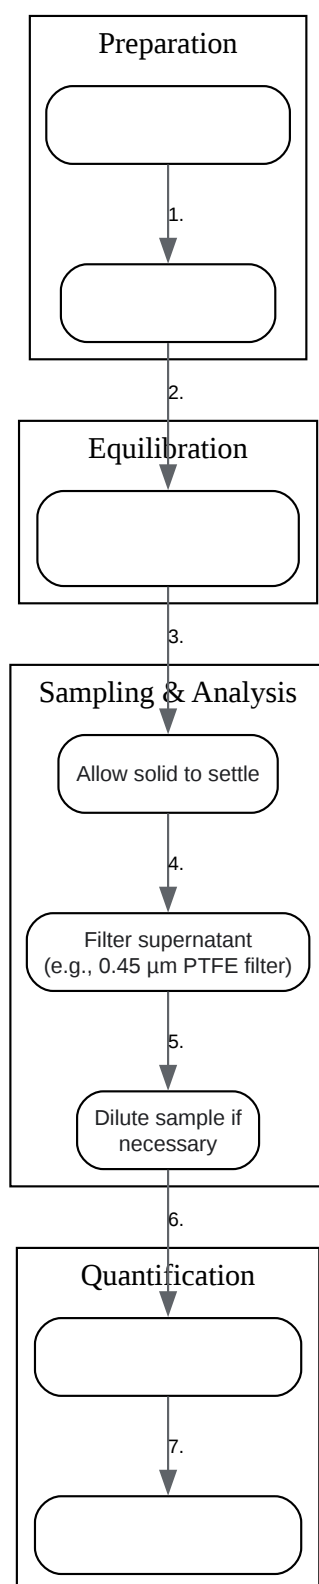 Preparation
1.
2.
Equilibration
3.
Sampling & Analysis
Allow solid to settle
4.
Filter supernatant
(e.g., 0.45 µm PTFE filter)
5.
Dilute sample if
necessary
6.
Quantification
7.